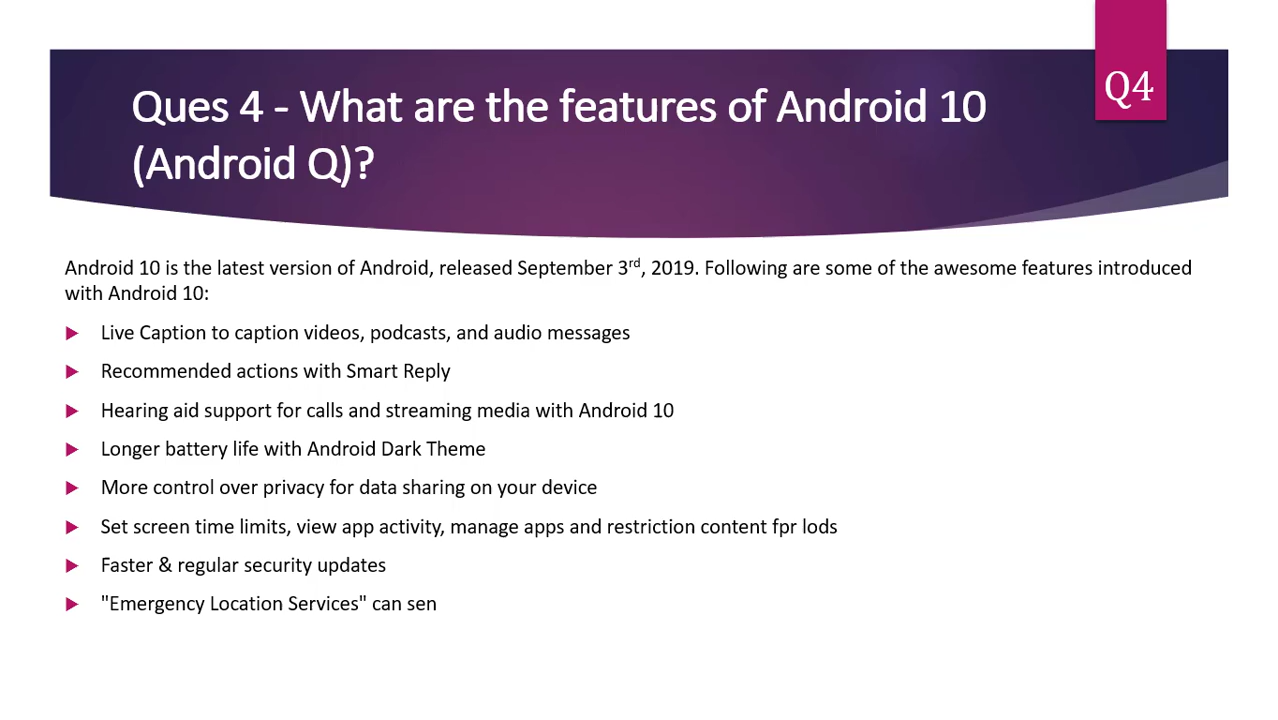 Q4
Ques 4 - What are the features of Android 10
(Android Q)?
Android 10 is the latest version of Android, released September 3rd, 2019. Following are some of the awesome features introduced
with Android 10:
Live Caption to caption videos, podcasts, and audio messages
Recommended actions with Smart Reply
Hearing aid support for calls and streaming media with Android 10
Longer battery life with Android Dark Theme
More control over privacy for data sharing on your device
Set screen time limits, view app activity, manage apps and restriction content fpr lods
Faster & regular security updates
"Emergency Location Services" can sen